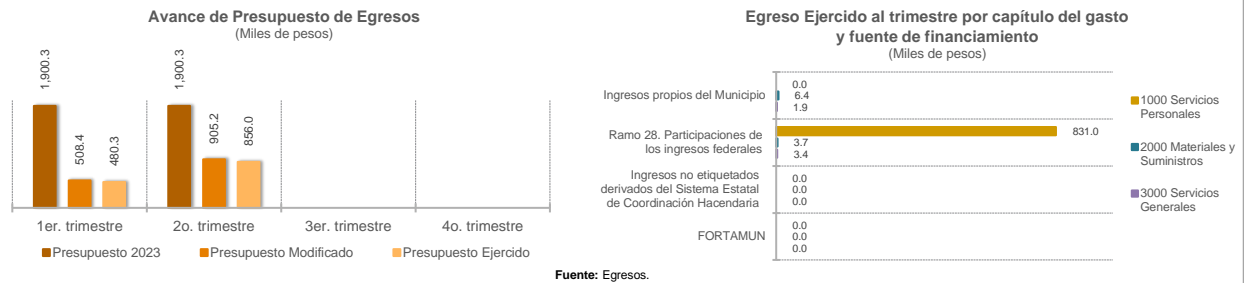 Avance de Presupuesto de Egresos
(Miles de pesos)
1,900.3
508.4
480.3
1,900.3
905.2
856.0
1er. trimestre
2o. trimestre
3er. trimestre
4o. trimestre
Presupuesto 2023
Presupuesto Modificado
Presupuesto Ejercido
Egreso Ejercido al trimestre por capítulo del gasto
y fuente de financiamiento
(Miles de pesos)
Ingresos propios del Municipio
0.0
6.4
1.9
Ramo 28. Participaciones de
los ingresos federales
831.0
3.7
3.4
Ingresos no etiquetados
derivados del Sistema Estatal
de Coordinación Hacendaria
0.0
0.0
0.0
FORTAMUN
0.0
0.0
0.0
1000 Servicios
Personales
2000 Materiales y
Suministros
3000 Servicios
Generales
Fuente: Egresos.